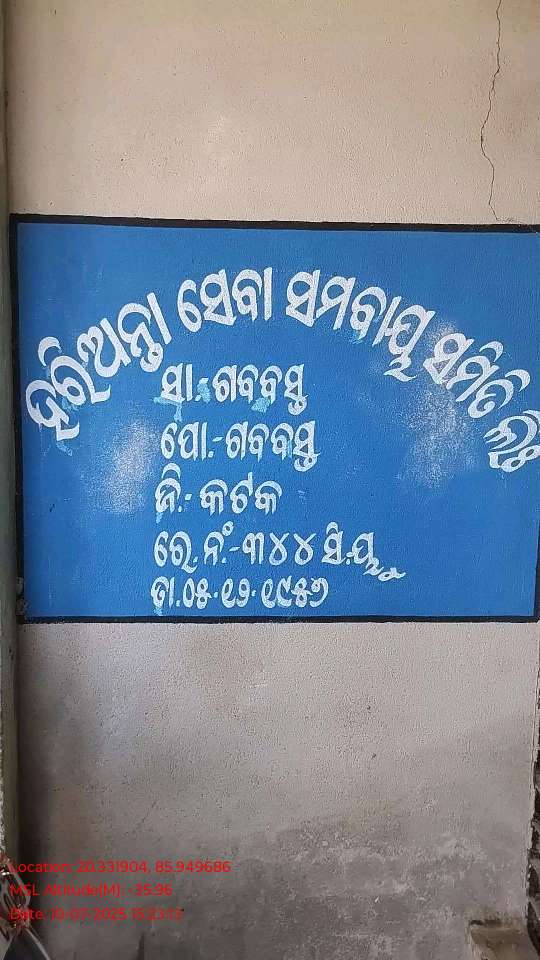 ହରିଅନ୍ତା ସେବା ସମବାୟ ସମିତି ଲିଃ
ସା.-ଗବବସ୍ତ
ପୋ.-ଗବବସ୍ତ
ଜି.- କଟକ
ରେ. ନଂ.-୩୪୪ ସି.ୟୁ
ତା.୦୫.୧୨.୧୯୫୬
Location: 20.331904, 85.949686
MSL Altitude(M): -35.96
Date: 10-07-2025 15:23:13